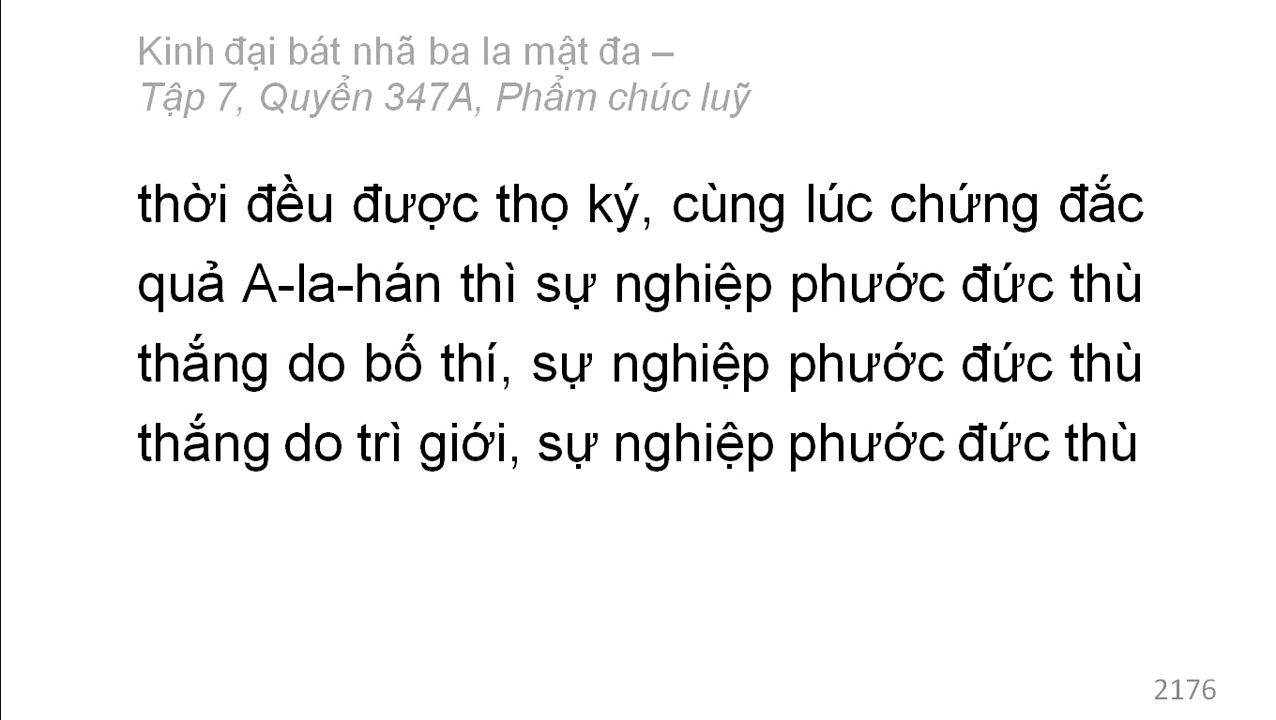 Kinh đại bát nhã ba la mật đa –
Tập 7, Quyển 347A, Phẩm chúc luỹ
thời đều được thọ ký, cùng lúc chứng đắc
quả A-la-hán thì sự nghiệp phước đức thù
thắng do bố thí, sự nghiệp phước đức thù
thắng do trì giới, sự nghiệp phước đức thù
2176